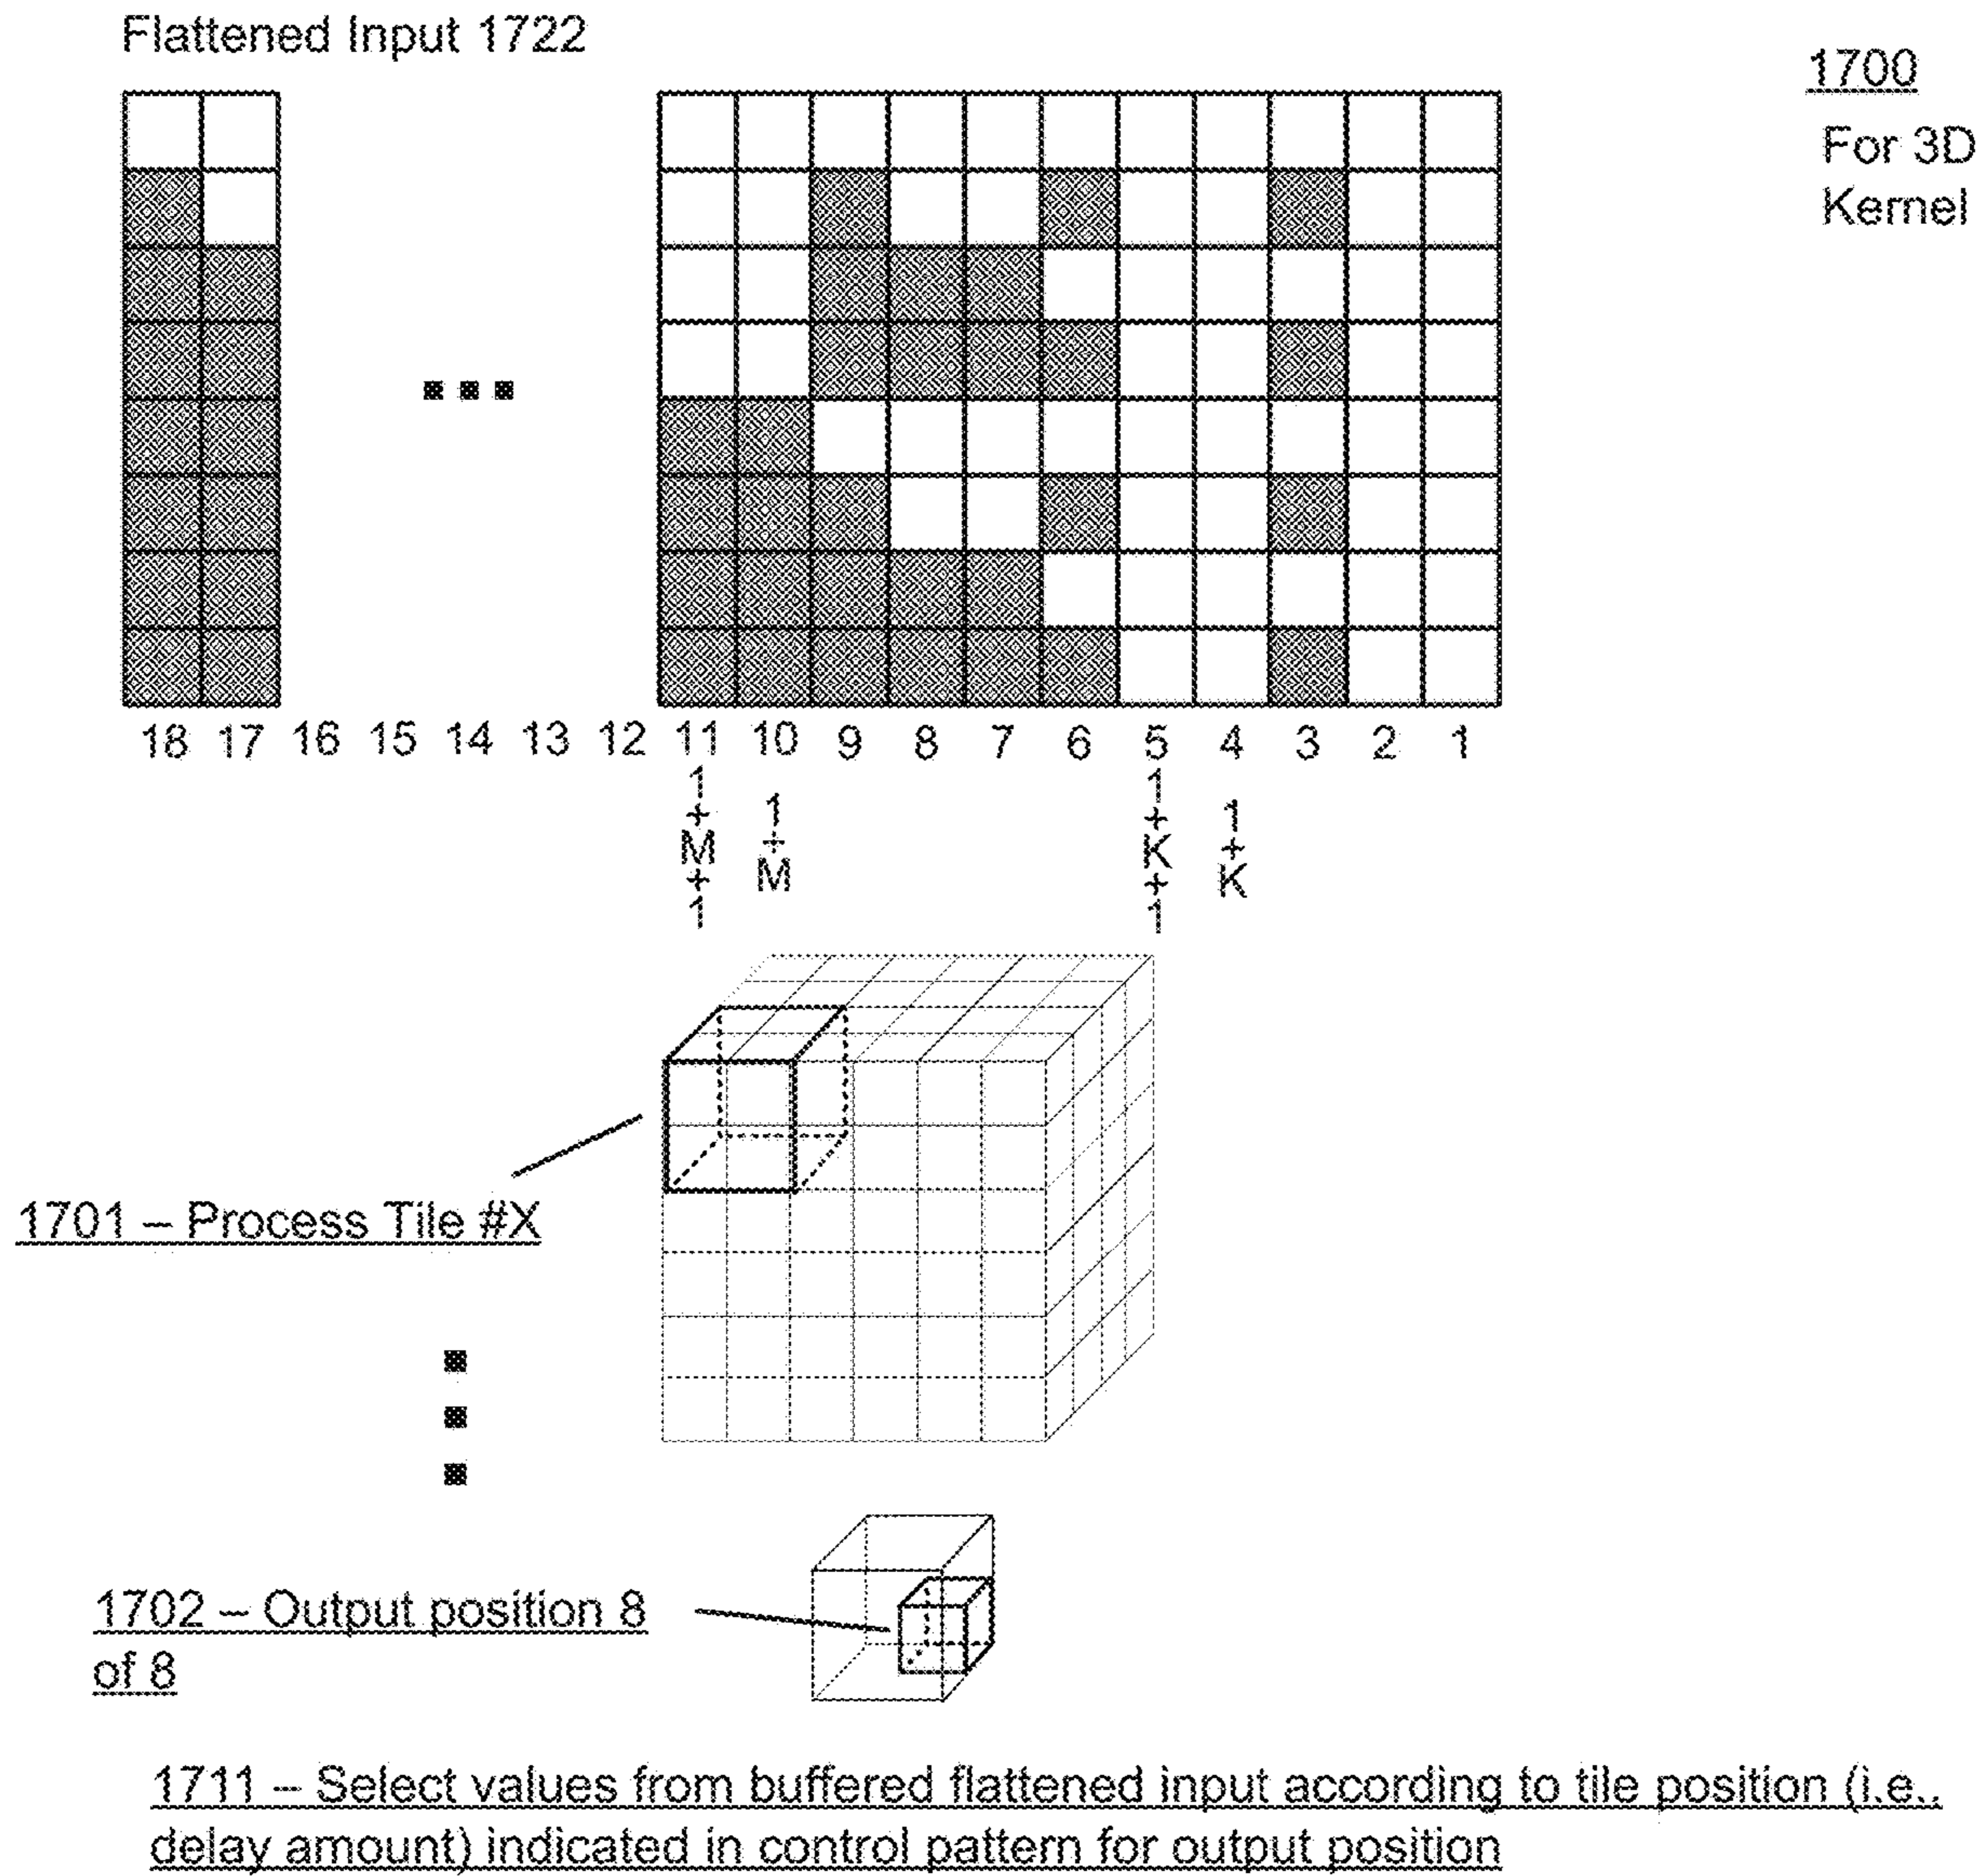 Flattened Input 1722
1700
For 3D
Kernel
18 17 16 15 14 13 12 11 10 9 8 7 6 5 4 3 2 1
1+M+1
1+M
1+K+1
1+K
1701 – Process Tile #X
1702 – Output position 8
of 8
1711 – Select values from buffered flattened input according to tile position (i.e.,
delay amount) indicated in control pattern for output position